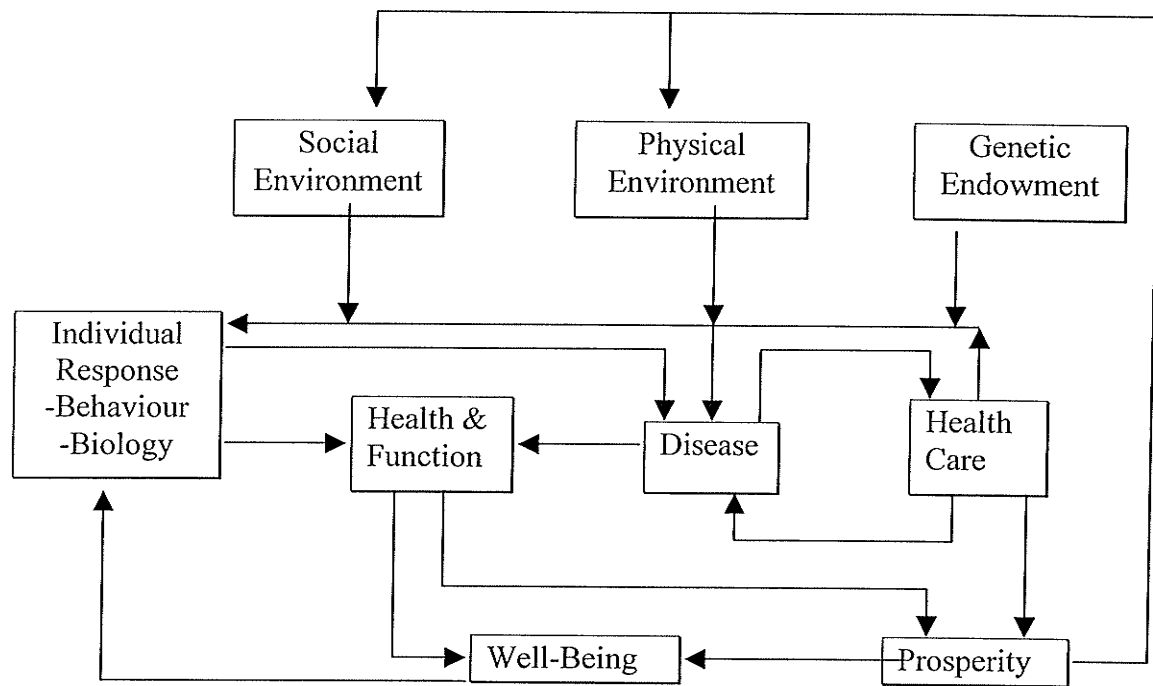 Social
Environment
Physical
Environment
Genetic
Endowment
Individual
Response
-Behaviour
-Biology
Health &
Function
Disease
Health
Care
Well-Being
Prosperity